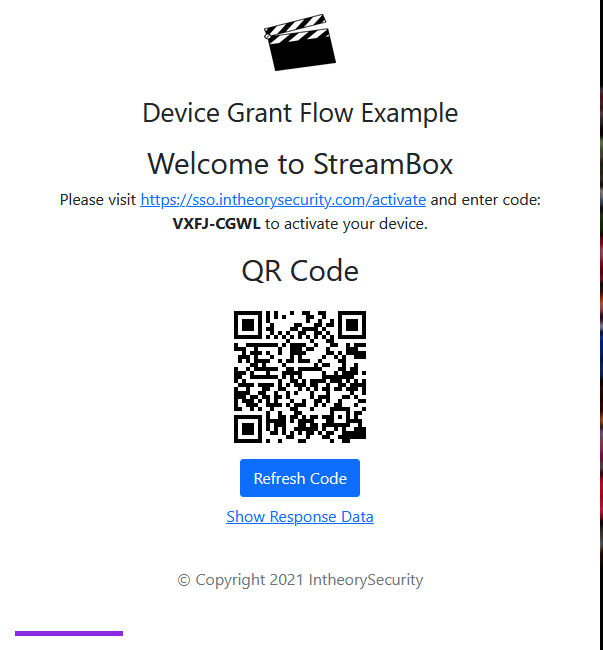 Device Grant Flow Example
Welcome to StreamBox
Please visit https://sso.intheorysecurity.com/activate and enter code:
VXFJ-CGWL to activate your device.
QR Code
Refresh Code
Show Response Data
© Copyright 2021 IntheorySecurity